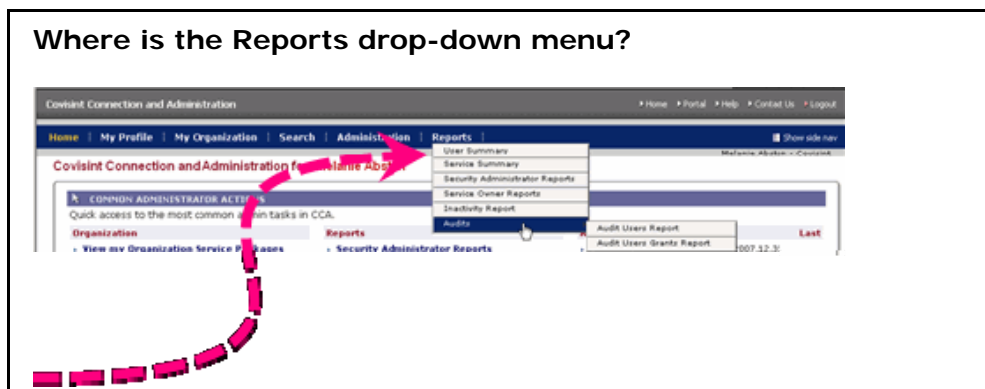 Where is the Reports drop-down menu?
Covisint Connection and Administration
Home Portal Help Contact Us Logout
Home | My Profile | My Organization | Search | Administration | Reports |
Show side nav
User Summary
Melanie Abston - Covisint
Covisint Connection and Administration
Service Summary
Security Administrator Reports
COMMON ADMINISTRATOR ACTIONS
Service Owner Reports
Quick access to the most common admin tasks in CCA.
Inactivity Report
Audits
Organization
Reports
Audit Users Report
Last
View my Organization Service Packages
Security Administrator Reports
Audit Users Grants Report